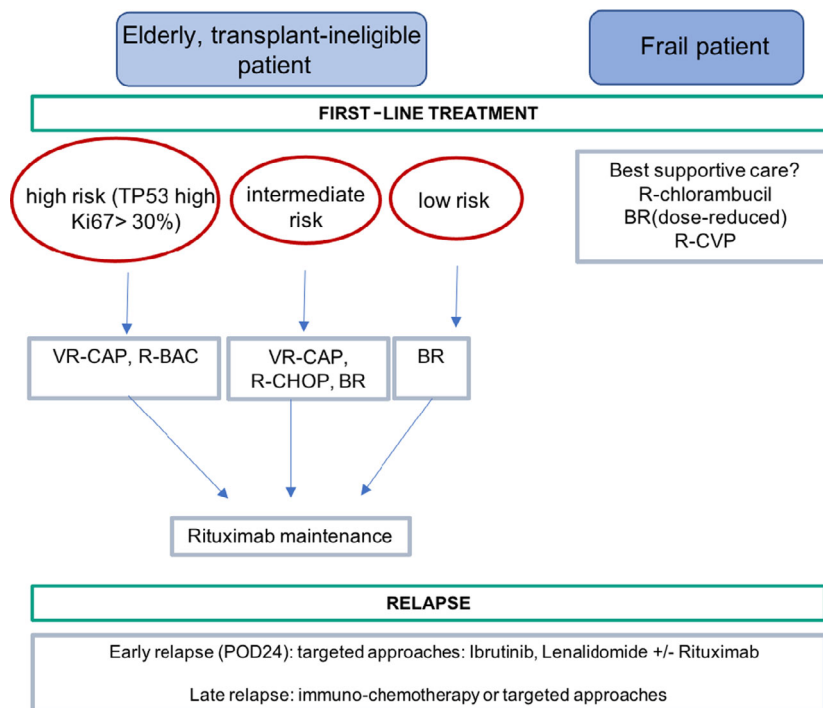 Elderly, transplant-ineligible
patient
Frail patient
FIRST-LINE TREATMENT
high risk (TP53 high
Ki67> 30%)
intermediate
risk
low risk
Best supportive care?
R-chlorambucil
BR(dose-reduced)
R-CVP
VR-CAP, R-BAC
VR-CAP,
R-CHOP, BR
BR
Rituximab maintenance
RELAPSE
Early relapse (POD24): targeted approaches: Ibrutinib, Lenalidomide +/- Rituximab
Late relapse: immuno-chemotherapy or targeted approaches